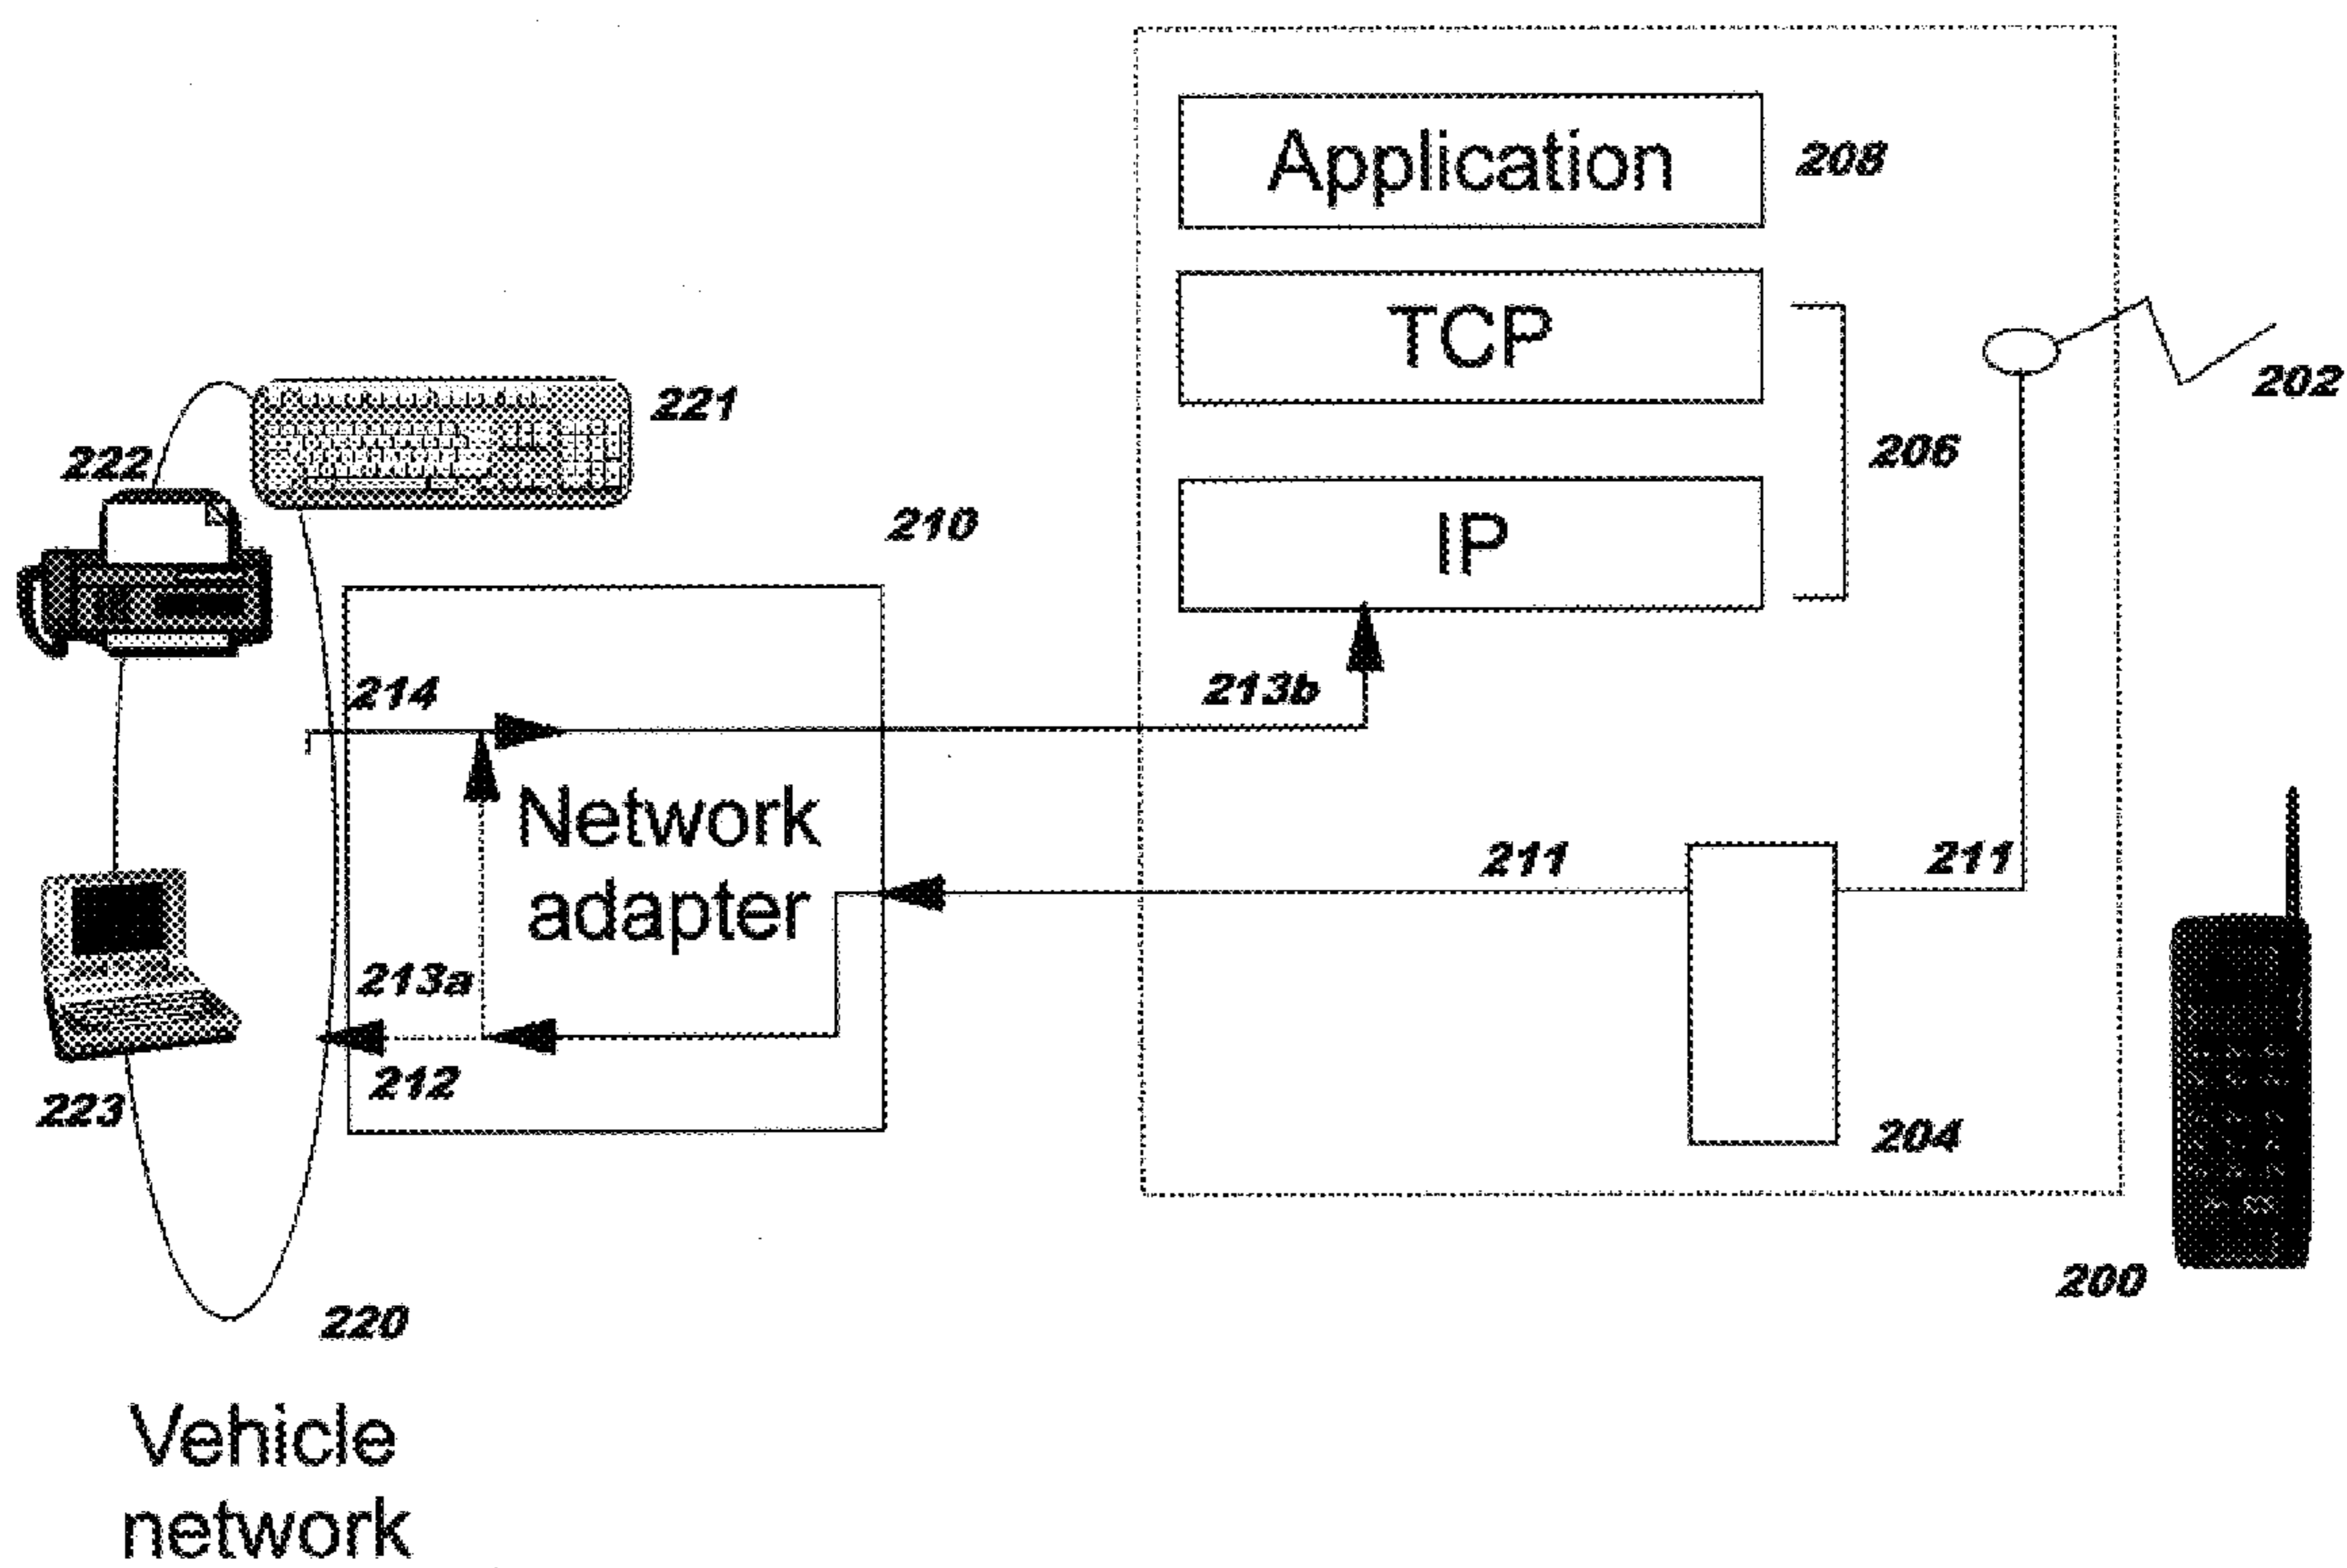 Application
208
TCP
202
221
206
222
210
IP
214
213b
Network
adapter
211
211
213a
212
223
204
200
220
Vehicle
network